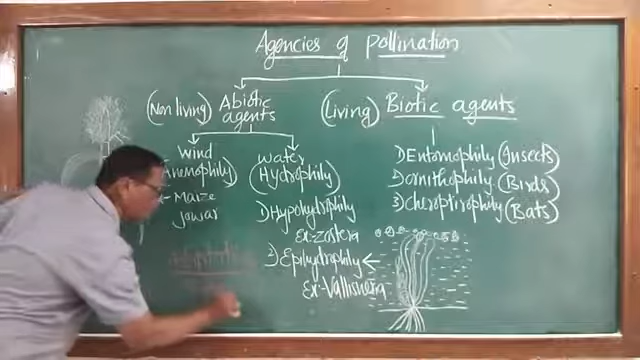 Agencies of pollination
(Non living) Abiotic agents
(Living) Biotic agents
Wind
Anemophily)
Maize
Jowar
Water
(Hydrophily)
1) Hypohydrophily
Ex-Zostera
2) Epihydrophily
Ex-Vallisneria
1) Entomophily (Insects)
2) Ornithophily (Birds)
3) Cheroptirophily (Bats)